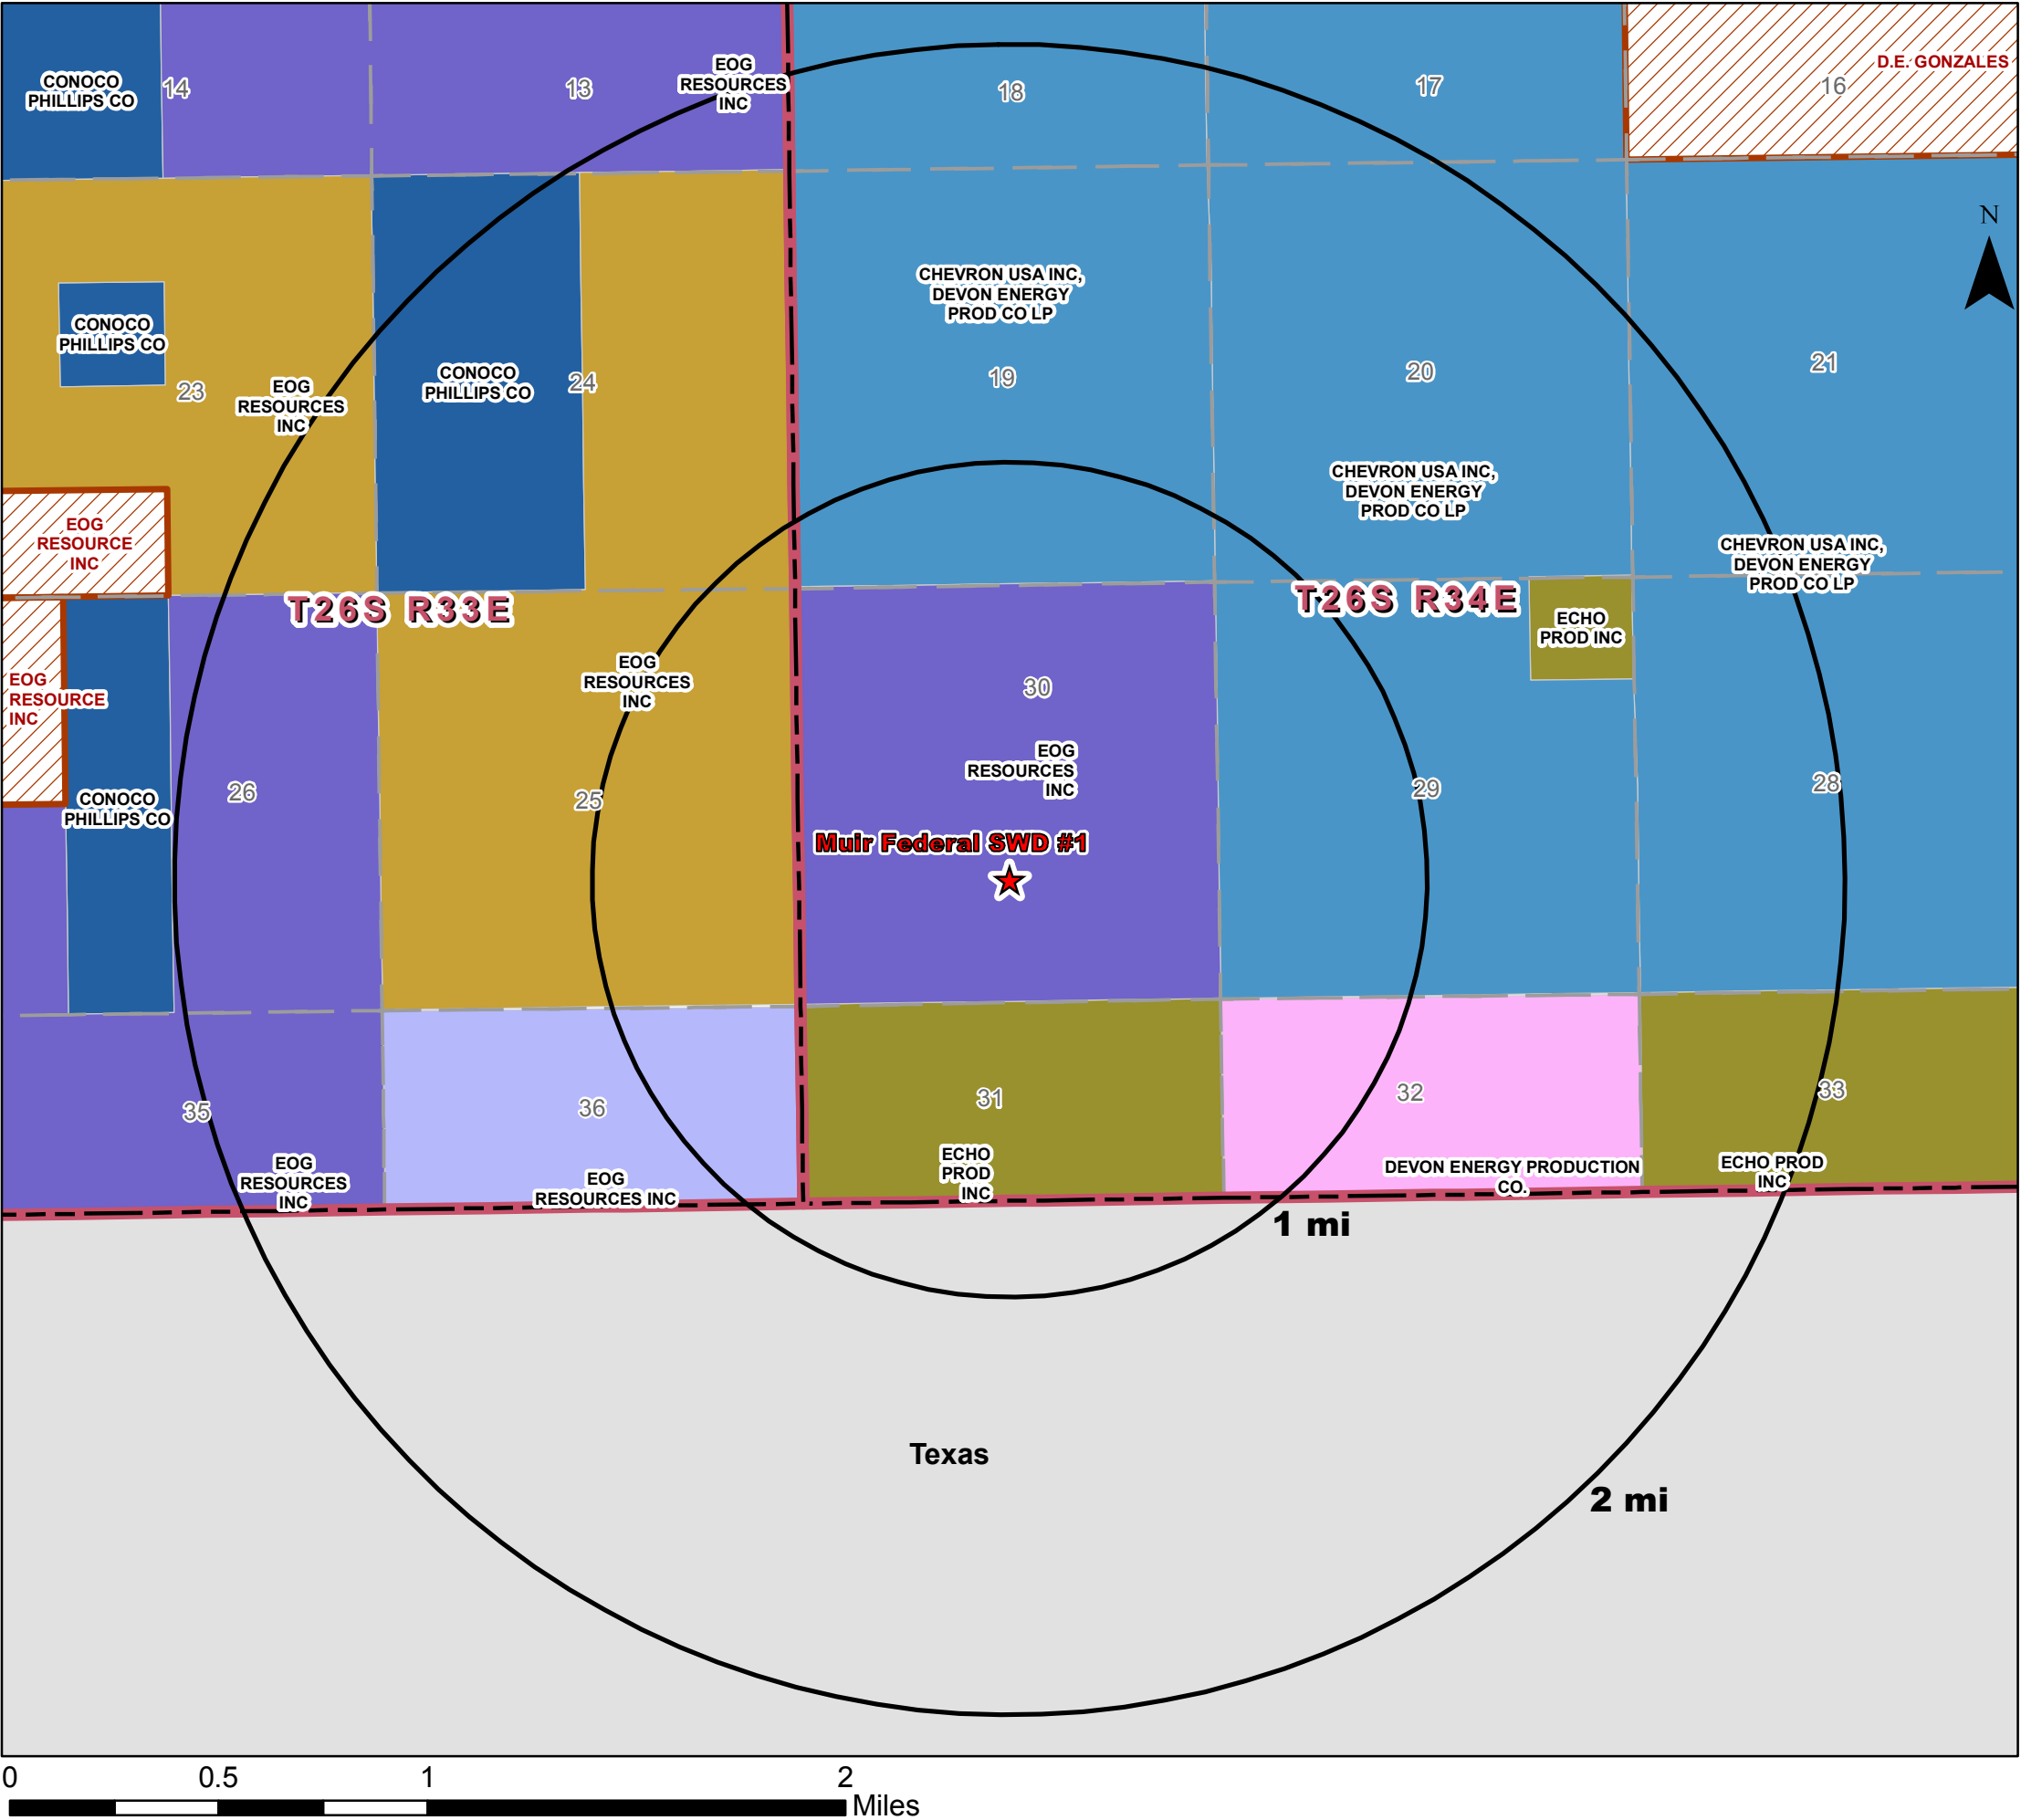 CONOCO
PHILLIPS CO
14
13
EOG
RESOURCES
INC
18
17
16
D.E. GONZALES
N
CONOCO
PHILLIPS CO
23
EOG
RESOURCES
INC
CONOCO
PHILLIPS CO
24
CHEVRON USA INC,
DEVON ENERGY
PROD CO LP
19
20
21
CHEVRON USA INC,
DEVON ENERGY
PROD CO LP
CHEVRON USA INC,
DEVON ENERGY
PROD CO LP
EOG
RESOURCE
INC
T26S R33E
T26S R34E
ECHO
PROD INC
EOG
RESOURCE
INC
EOG
RESOURCES
INC
30
EOG
RESOURCES
INC
CONOCO
PHILLIPS CO
26
25
29
28
Muir Federal SWD #1
35
36
31
32
33
EOG
RESOURCES
INC
EOG
RESOURCES INC
ECHO
PROD
INC
DEVON ENERGY PRODUCTION
CO.
ECHO PROD
INC
1 mi
Texas
2 mi
0 0.5 1 2
Miles